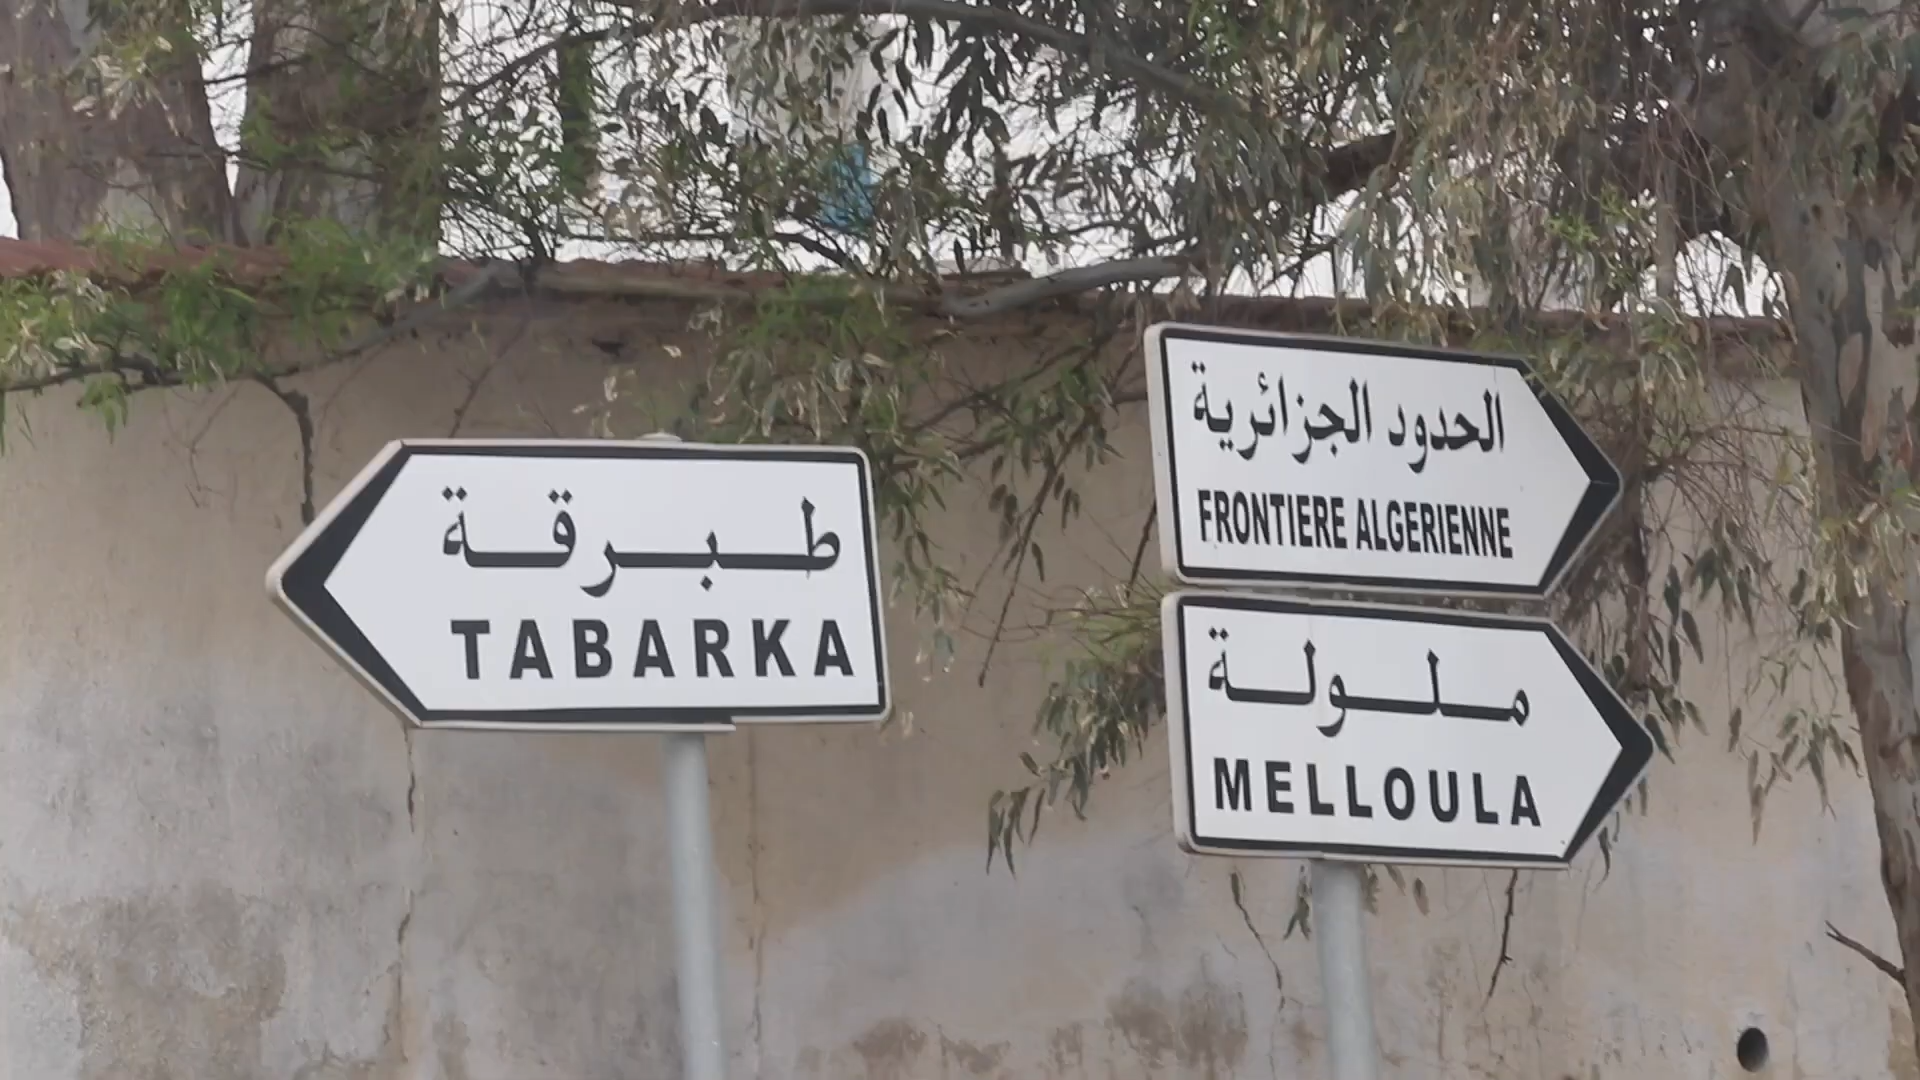 طبرقة
TABARKA
الحدود الجزائرية
FRONTIERE ALGERIENNE
ملولة
MELLOULA